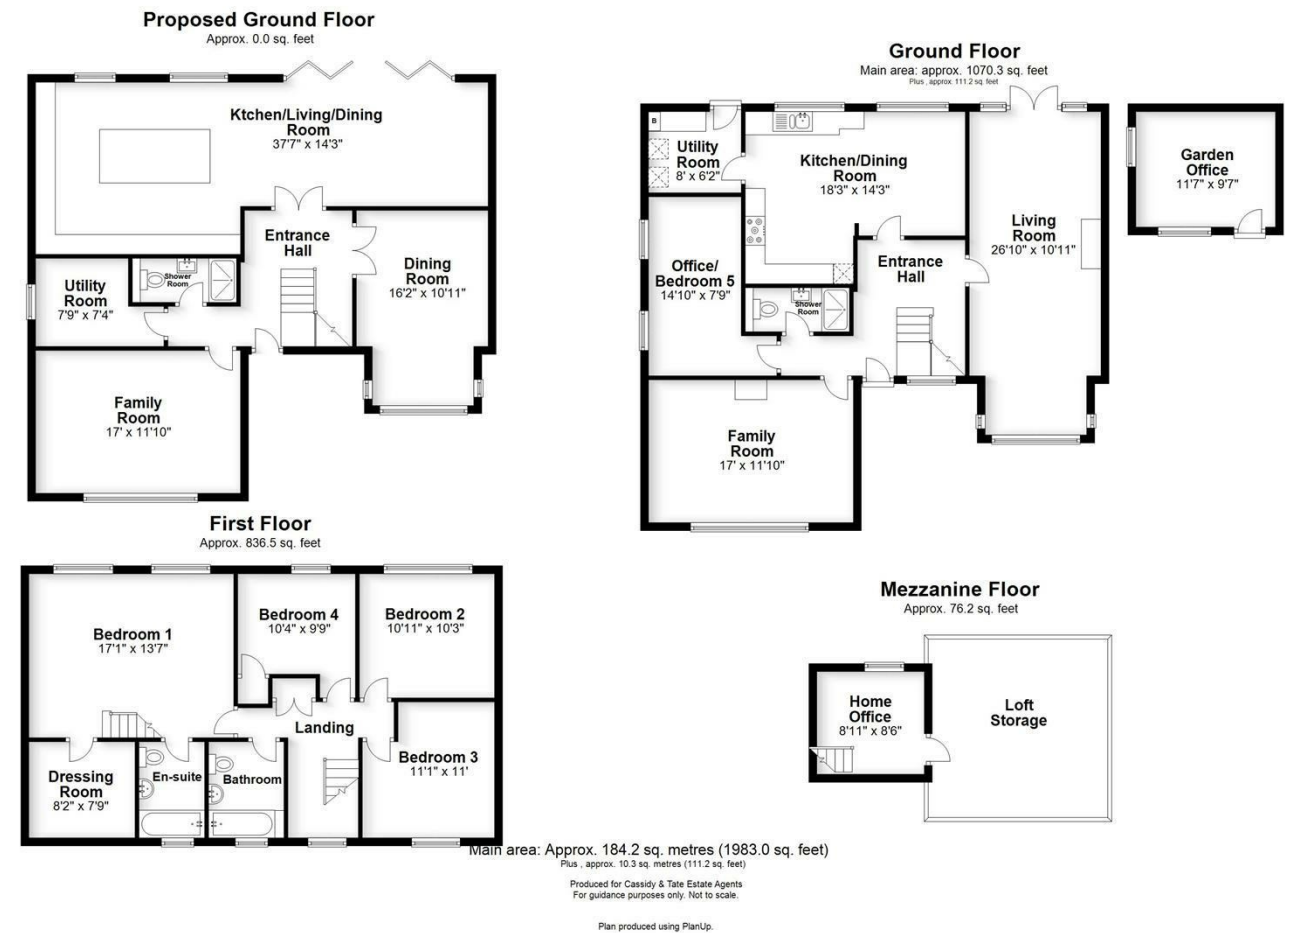 Proposed Ground Floor
Approx. 0.0 sq. feet
Ktchen/Living/Dining
Room
37'7" x 14'3"
Entrance
Hall
Dining
Room
16'2" x 10'11"
Shower
Room
Utility
Room
7'9" x 7'4"
Family
Room
17' x 11'10"
Ground Floor
Main area: approx. 1070.3 sq. feet
Plus , approx. 111.2 sq. feet
B
Utility
Room
8' x 6'2"
Kitchen/Dining
Room
18'3" x 14'3"
Living
Room
26'10" x 10'11"
Garden
Office
11'7" x 9'7"
Office/
Bedroom 5
14'10" x 7'9"
Entrance
Hall
Shower
Room
Family
Room
17' x 11'10"
First Floor
Approx. 836.5 sq. feet
Bedroom 1
17'1" x 13'7"
Bedroom 4
10'4" x 9'9"
Bedroom 2
10'11" x 10'3"
Landing
Bedroom 3
11'1" x 11'
Dressing
Room
8'2" x 7'9"
En-suite
Bathroom
Mezzanine Floor
Approx. 76.2 sq. feet
Home
Office
8'11" x 8'6"
Loft
Storage
Main area: Approx. 184.2 sq. metres (1983.0 sq. feet)
Plus , approx. 10.3 sq. metres (111.2 sq. feet)
Produced for Cassidy & Tate Estate Agents
For guidance purposes only. Not to scale.
Plan produced using PlanUp.